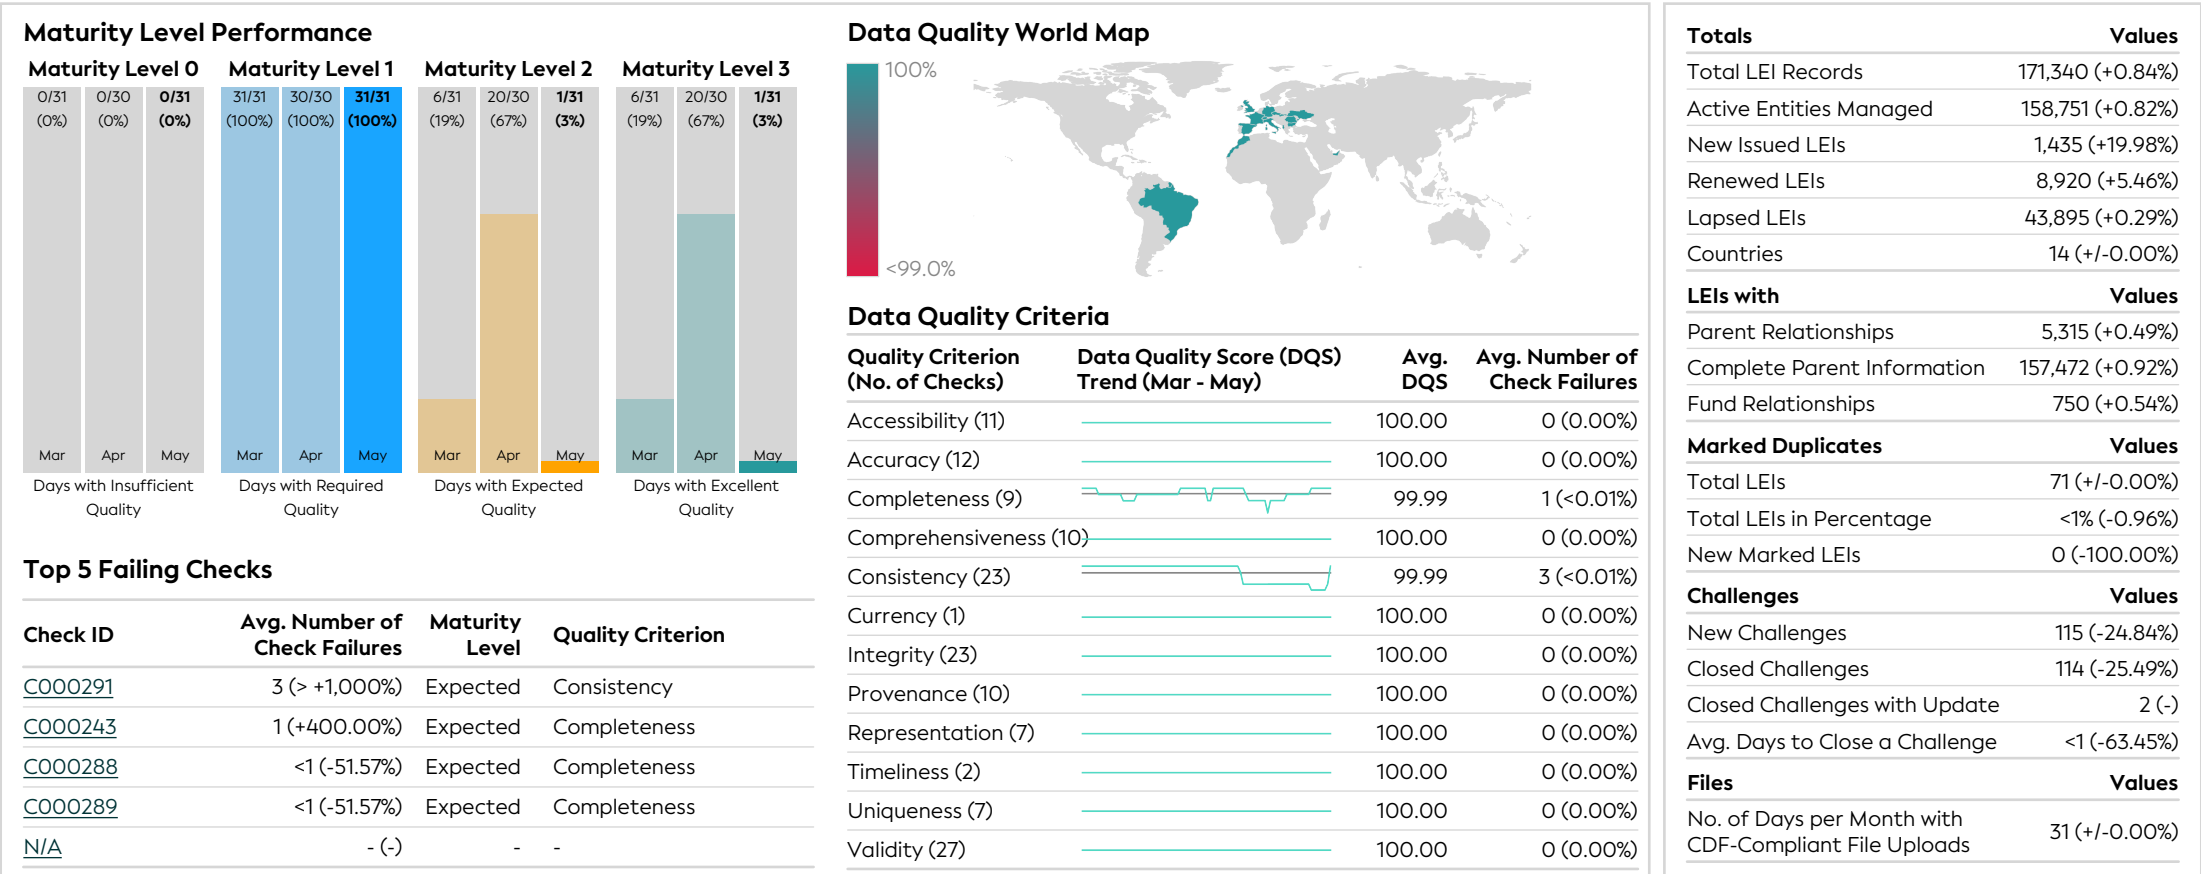 Maturity Level Performance
Maturity Level 0 Maturity Level 1 Maturity Level 2 Maturity Level 3
0/31 0/30 0/31 31/31 30/30 31/31 6/31 20/30 1/31 6/31 20/30 1/31
(0%) (0%) (0%) (100%) (100%) (100%) (19%) (67%) (3%) (19%) (67%) (3%)
Mar Apr May Mar Apr May Mar Apr May Mar Apr May
Days with Insufficient Days with Required Days with Expected Days with Excellent
Quality Quality Quality Quality
Top 5 Failing Checks
Check ID Avg. Number of Check Failures Maturity Level Quality Criterion
C000291 3 (> +1,000%) Expected Consistency
C000243 1 (+400.00%) Expected Completeness
C000288 <1 (-51.57%) Expected Completeness
C000289 <1 (-51.57%) Expected Completeness
N/A - (-) - -
Data Quality World Map
100%
<99.0%
Data Quality Criteria
Quality Criterion Data Quality Score (DQS) Avg. Avg. Number of
(No. of Checks) Trend (Mar - May) DQS Check Failures
Accessibility (11) 100.00 0 (0.00%)
Accuracy (12) 100.00 0 (0.00%)
Completeness (9) 99.99 1 (<0.01%)
Comprehensiveness (10) 100.00 0 (0.00%)
Consistency (23) 99.99 3 (<0.01%)
Currency (1) 100.00 0 (0.00%)
Integrity (23) 100.00 0 (0.00%)
Provenance (10) 100.00 0 (0.00%)
Representation (7) 100.00 0 (0.00%)
Timeliness (2) 100.00 0 (0.00%)
Uniqueness (7) 100.00 0 (0.00%)
Validity (27) 100.00 0 (0.00%)
Totals Values
Total LEI Records 171,340 (+0.84%)
Active Entities Managed 158,751 (+0.82%)
New Issued LEIs 1,435 (+19.98%)
Renewed LEIs 8,920 (+5.46%)
Lapsed LEIs 43,895 (+0.29%)
Countries 14 (+/-0.00%)
LEIs with Values
Parent Relationships 5,315 (+0.49%)
Complete Parent Information 157,472 (+0.92%)
Fund Relationships 750 (+0.54%)
Marked Duplicates Values
Total LEIs 71 (+/-0.00%)
Total LEIs in Percentage <1% (-0.96%)
New Marked LEIs 0 (-100.00%)
Challenges Values
New Challenges 115 (-24.84%)
Closed Challenges 114 (-25.49%)
Closed Challenges with Update 2 (-)
Avg. Days to Close a Challenge <1 (-63.45%)
Files Values
No. of Days per Month with
CDF-Compliant File Uploads 31 (+/-0.00%)